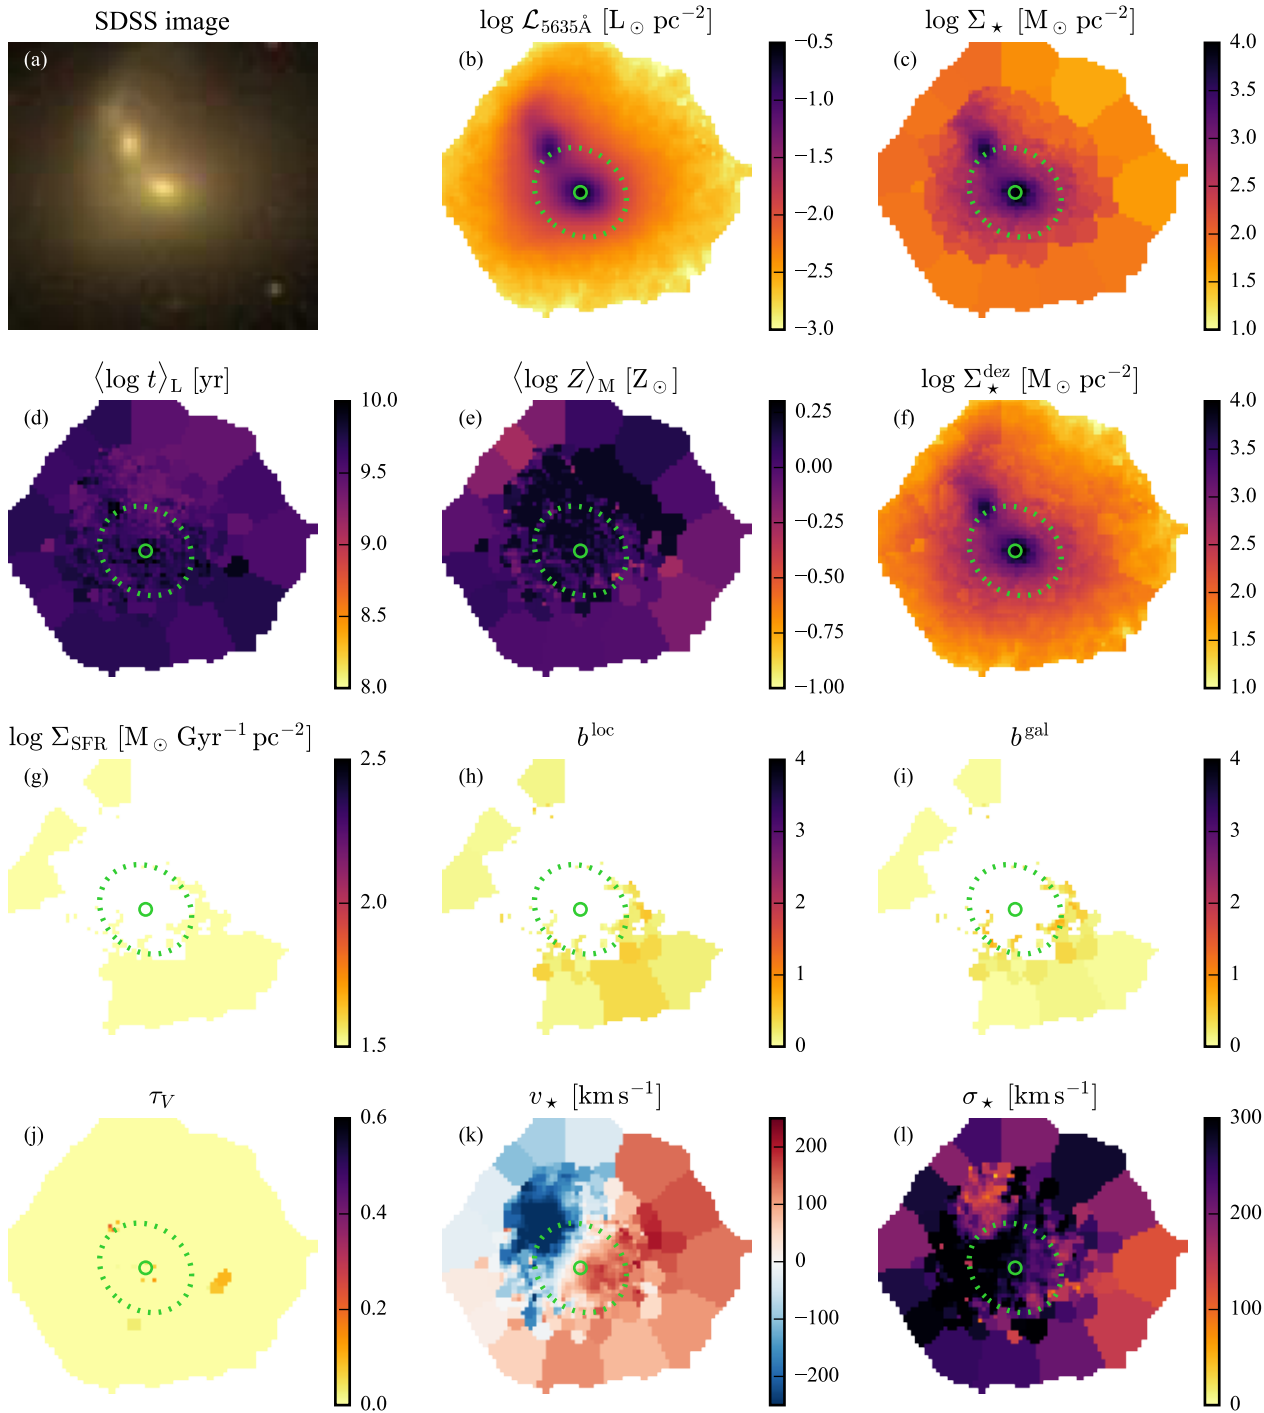 SDSS image
log ℒ₅₆₃₅Å [L☉ pc⁻²]
log Σ⋆ [M☉ pc⁻²]
(a)
(b)
−0.5
−1.0
−1.5
−2.0
−2.5
−3.0
(c)
4.0
3.5
3.0
2.5
2.0
1.5
1.0
⟨log t⟩L [yr]
⟨log Z⟩M [Z☉]
log Σ⋆ᵈᵉᶻ [M☉ pc⁻²]
(d)
10.0
9.5
9.0
8.5
8.0
(e)
0.25
0.00
−0.25
−0.50
−0.75
−1.00
(f)
4.0
3.5
3.0
2.5
2.0
1.5
1.0
log ΣSFR [M☉ Gyr⁻¹ pc⁻²]
b^loc
b^gal
(g)
2.5
2.0
1.5
(h)
4
3
2
1
0
(i)
4
3
2
1
0
τV
v⋆ [km s⁻¹]
σ⋆ [km s⁻¹]
(j)
0.6
0.4
0.2
0.0
(k)
200
100
0
−100
−200
(l)
300
200
100
0